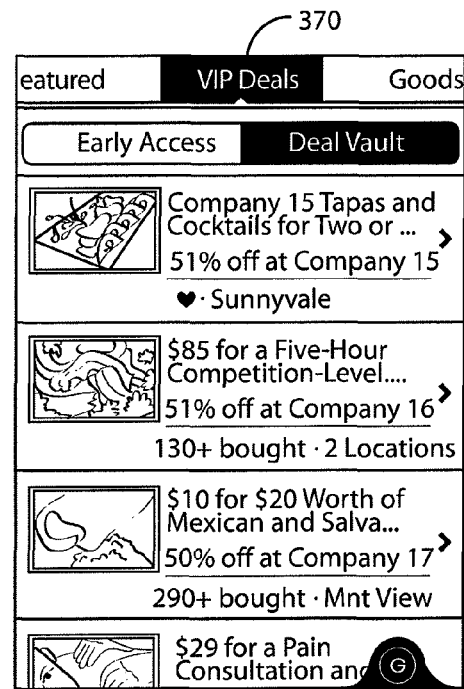 370
eatured VIP Deals Goods
Early Access Deal Vault
Company 15 Tapas and
Cocktails for Two or ...
51% off at Company 15
♥· Sunnyvale
$85 for a Five-Hour
Competition-Level....
51% off at Company 16
130+ bought · 2 Locations
$10 for $20 Worth of
Mexican and Salva...
50% off at Company 17
290+ bought · Mnt View
$29 for a Pain
Consultation and
G